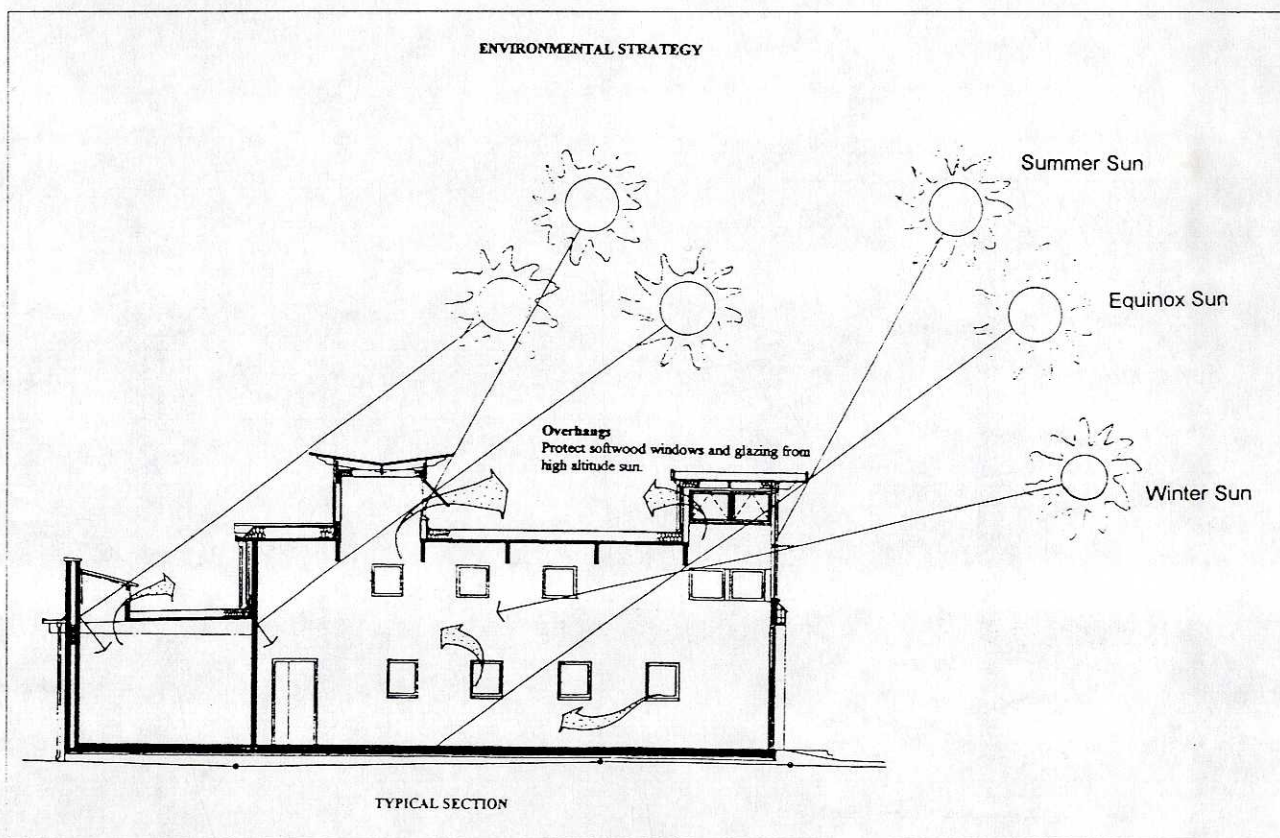 ENVIRONMENTAL STRATEGY
Summer Sun
Equinox Sun
Overhangs
Protect softwood windows and glazing from
high altitude sun.
Winter Sun
TYPICAL SECTION